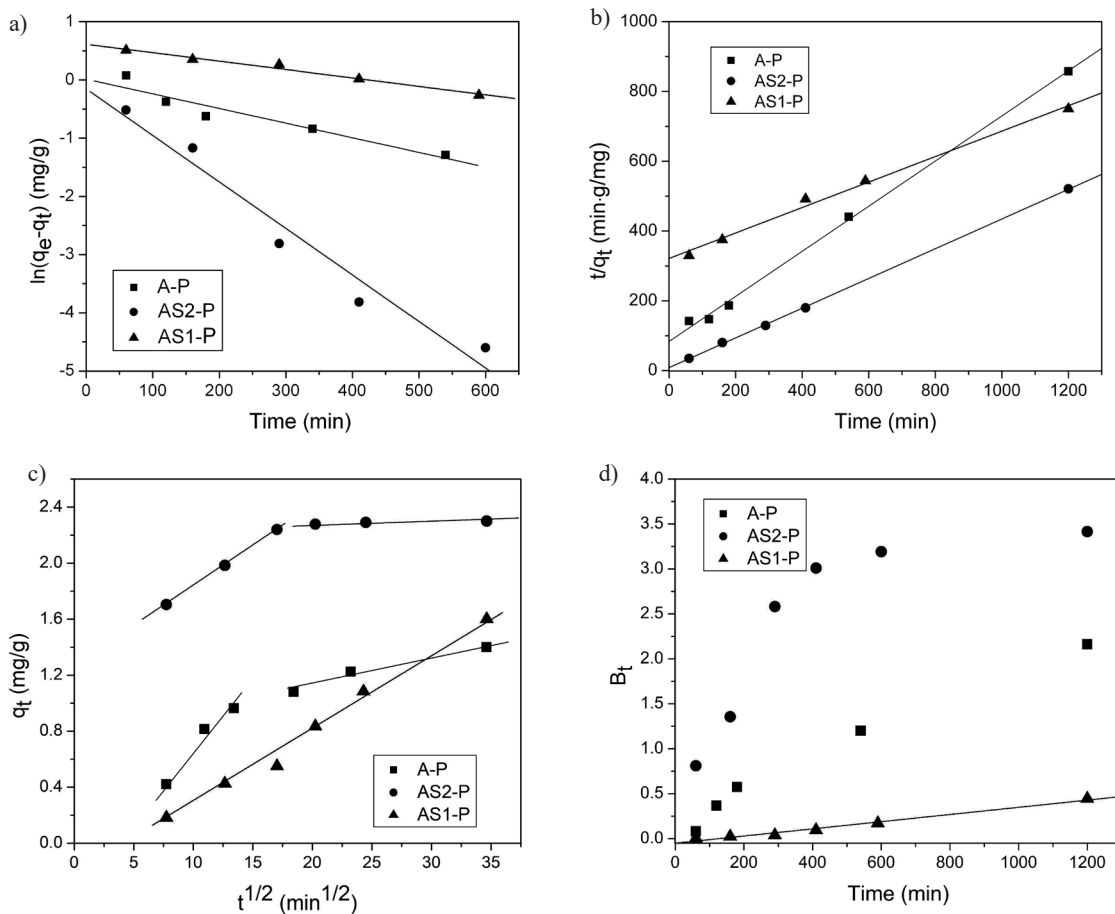 a)
ln(qe-qt) (mg/g)
1
0
-1
-2
-3
-4
-5
A-P
AS2-P
AS1-P
0 100 200 300 400 500 600
Time (min)
b)
t/qt (min·g/mg)
1000
800
600
400
200
0
A-P
AS2-P
AS1-P
0 200 400 600 800 1000 1200
Time (min)
c)
qt (mg/g)
2.4
2.0
1.6
1.2
0.8
0.4
0.0
A-P
AS2-P
AS1-P
5 10 15 20 25 30 35
t1/2 (min1/2)
d)
Bt
4.0
3.5
3.0
2.5
2.0
1.5
1.0
0.5
0.0
A-P
AS2-P
AS1-P
0 200 400 600 800 1000 1200
Time (min)